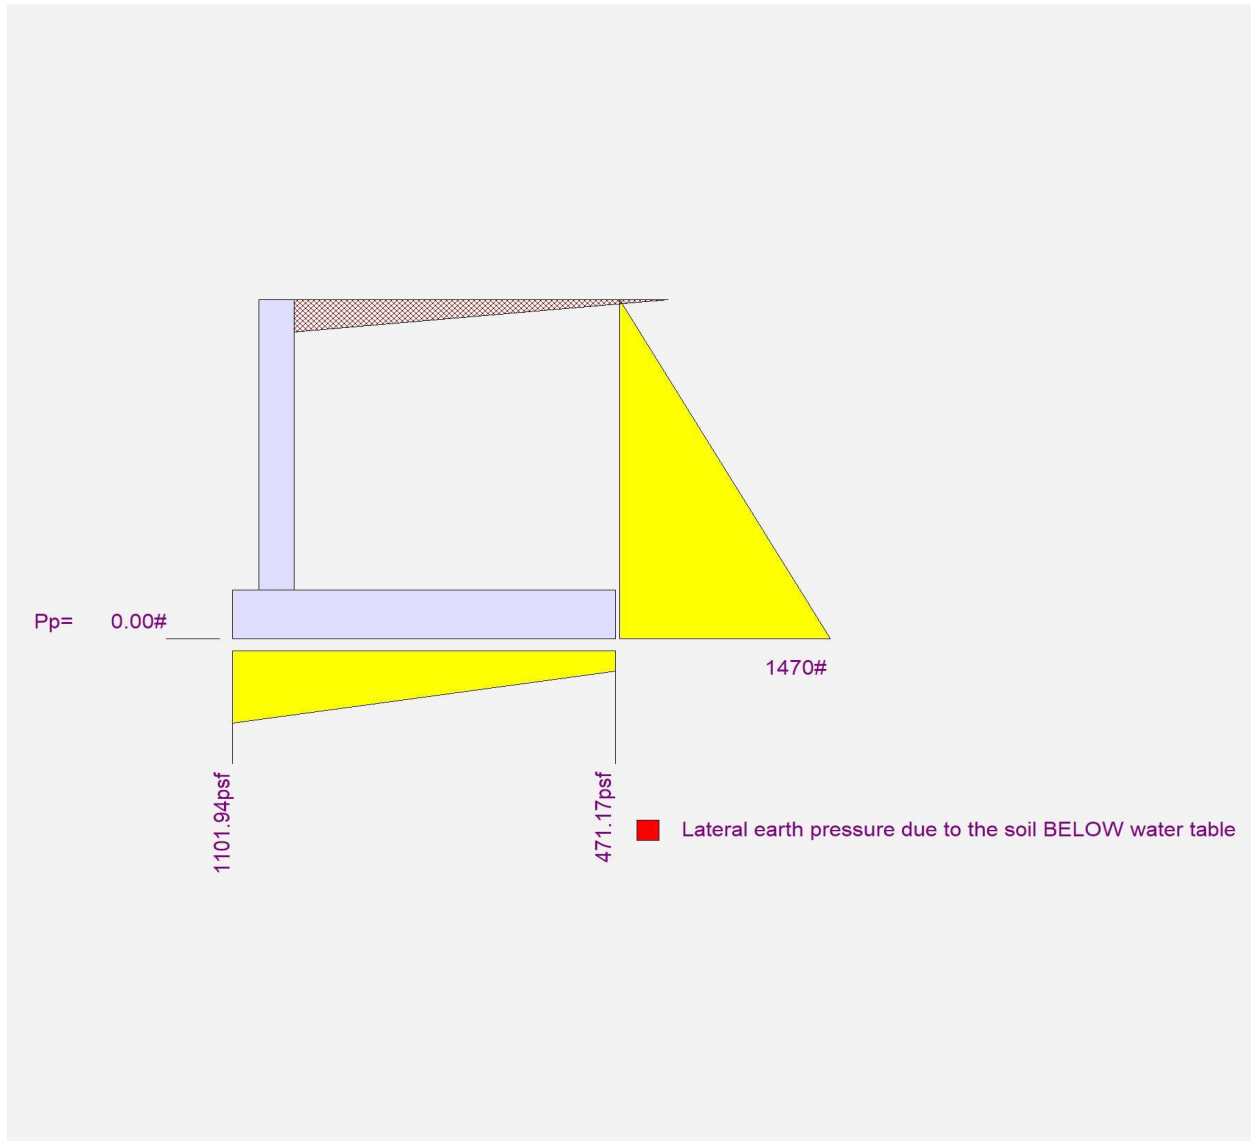 Pp= 0.00#
1470#
1101.94psf
471.17psf
Lateral earth pressure due to the soil BELOW water table